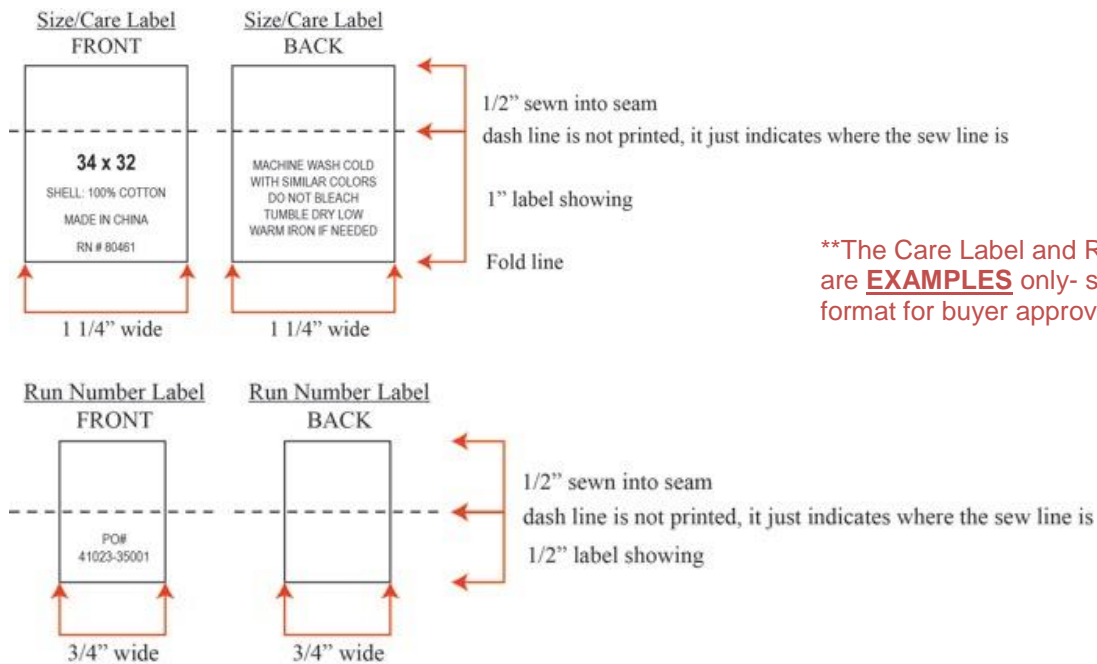 Size/Care Label
FRONT
Size/Care Label
BACK
1/2” sewn into seam
dash line is not printed, it just indicates where the sew line is
34 x 32
SHELL: 100% COTTON
MADE IN CHINA
RN # 80461
MACHINE WASH COLD
WITH SIMILAR COLORS
DO NOT BLEACH
TUMBLE DRY LOW
WARM IRON IF NEEDED
1” label showing
Fold line
1 1/4” wide
1 1/4” wide
**The Care Label and R
are EXAMPLES only- s
format for buyer approv
Run Number Label
FRONT
Run Number Label
BACK
1/2” sewn into seam
dash line is not printed, it just indicates where the sew line is
1/2” label showing
PO#
41023-35001
3/4” wide
3/4” wide